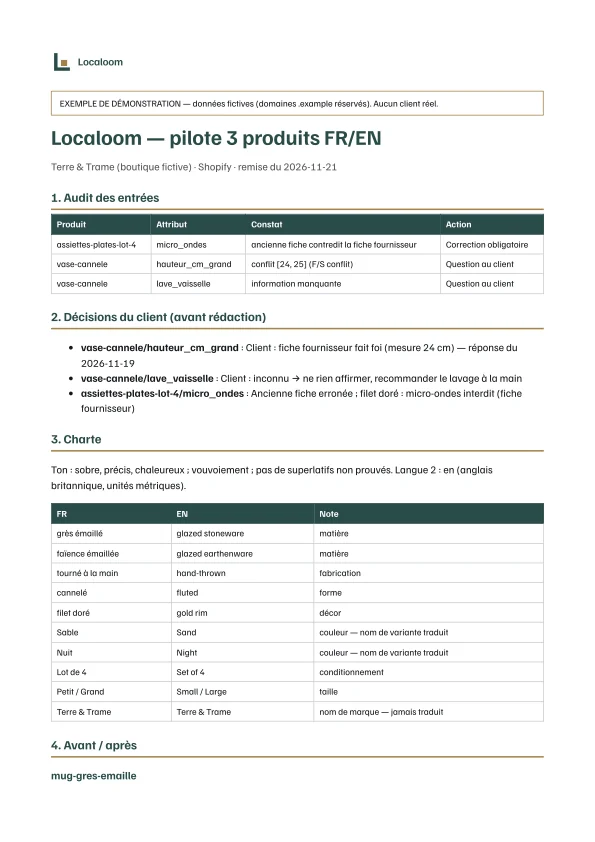 Localoom
EXEMPLE DE DÉMONSTRATION — données fictives (domaines .example réservés). Aucun client réel.
Localoom — pilote 3 produits FR/EN
Terre & Trame (boutique fictive) · Shopify · remise du 2026-11-21
1. Audit des entrées
Produit Attribut Constat Action
assiettes-plates-lot-4 micro_ondes ancienne fiche contredit la fiche fournisseur Correction obligatoire
vase-cannele hauteur_cm_grand conflit [24, 25] (F/S conflit) Question au client
vase-cannele lave_vaisselle information manquante Question au client
2. Décisions du client (avant rédaction)
• vase-cannele/hauteur_cm_grand : Client : fiche fournisseur fait foi (mesure 24 cm) — réponse du
2026-11-19
• vase-cannele/lave_vaisselle : Client : inconnu → ne rien affirmer, recommander le lavage à la main
• assiettes-plates-lot-4/micro_ondes : Ancienne fiche erronée ; filet doré : micro-ondes interdit (fiche
fournisseur)
3. Charte
Ton : sobre, précis, chaleureux ; vouvoiement ; pas de superlatifs non prouvés. Langue 2 : en (anglais
britannique, unités métriques).
FR EN Note
grès émaillé glazed stoneware matière
faïence émaillée glazed earthenware matière
tourné à la main hand-thrown fabrication
cannelé fluted forme
filet doré gold rim décor
Sable Sand couleur — nom de variante traduit
Nuit Night couleur — nom de variante traduit
Lot de 4 Set of 4 conditionnement
Petit / Grand Small / Large taille
Terre & Trame Terre & Trame nom de marque — jamais traduit
4. Avant / après
mug-gres-emaille